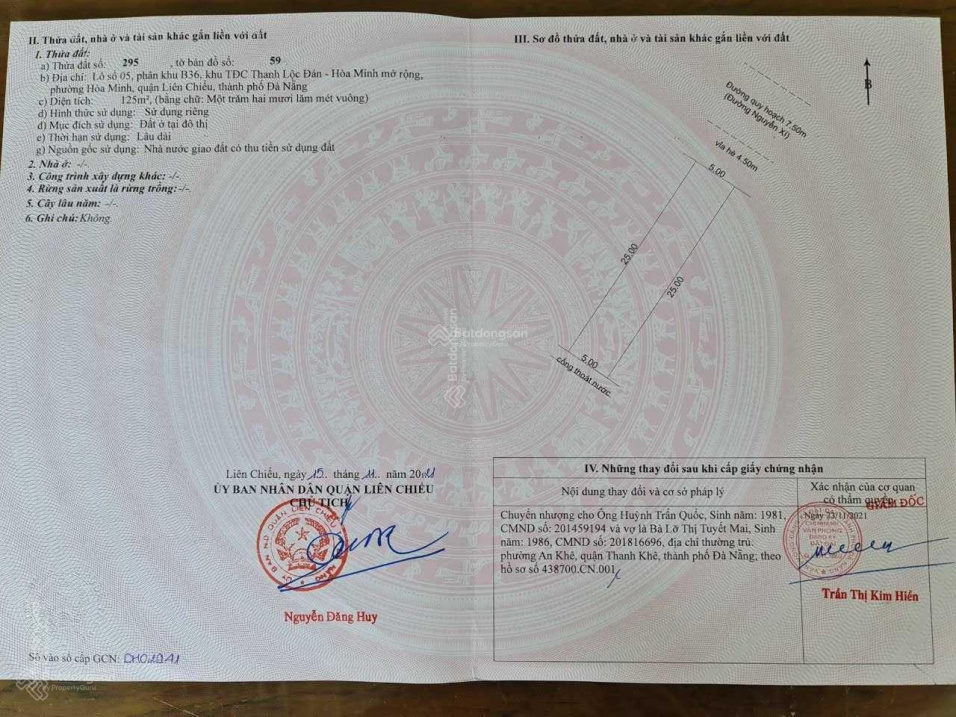 II. Thửa đất, nhà ở và tài sản khác gắn liền với đất
1. Thửa đất:
a) Thửa đất số: 295 , tờ bản đồ số: 59
b) Địa chỉ: Lô số 05, phân khu B36, khu TĐC Thanh Lộc Đán - Hòa Minh mở rộng,
phường Hòa Minh, quận Liên Chiểu, thành phố Đà Nẵng
c) Diện tích: 125m², (bằng chữ: Một trăm hai mươi lăm mét vuông)
d) Hình thức sử dụng: Sử dụng riêng
đ) Mục đích sử dụng: Đất ở tại đô thị
e) Thời hạn sử dụng: Lâu dài
g) Nguồn gốc sử dụng: Nhà nước giao đất có thu tiền sử dụng đất
2. Nhà ở: -/-
3. Công trình xây dựng khác: -/-
4. Rừng sản xuất là rừng trồng: -/-
5. Cây lâu năm: -/-.
6. Ghi chú: Không.
Liên Chiểu, ngày 15 tháng 11 năm 2021
ỦY BAN NHÂN DÂN QUẬN LIÊN CHIỂU
CHỦ TỊCH
Nguyễn Đăng Huy
Số vào sổ cấp GCN:
III. Sơ đồ thửa đất, nhà ở và tài sản khác gắn liền với đất
B
Đường quy hoạch 7.50m
(Đường Nguyễn Xí)
vỉa hè 4.50m
5.00
25.00
25.00
5.00
cống thoát nước.
Batdongsan
by PropertyGuru
IV. Những thay đổi sau khi cấp giấy chứng nhận
Nội dung thay đổi và cơ sở pháp lý
Xác nhận của cơ quan
có thẩm quyền
Chuyển nhượng cho Ông Huỳnh Trấn Quốc, Sinh năm: 1981,
CMND số: 201459194 và vợ là Bà Lỡ Thị Tuyết Mai, Sinh
năm: 1986, CMND số: 201816696, địa chỉ thường trú:
phường An Khê, quận Thanh Khê, thành phố Đà Nẵng; theo
hồ sơ số 438700.CN.001
Ngày 23/11/2021
GIÁM ĐỐC
Trần Thị Kim Hiền
PropertyGuru